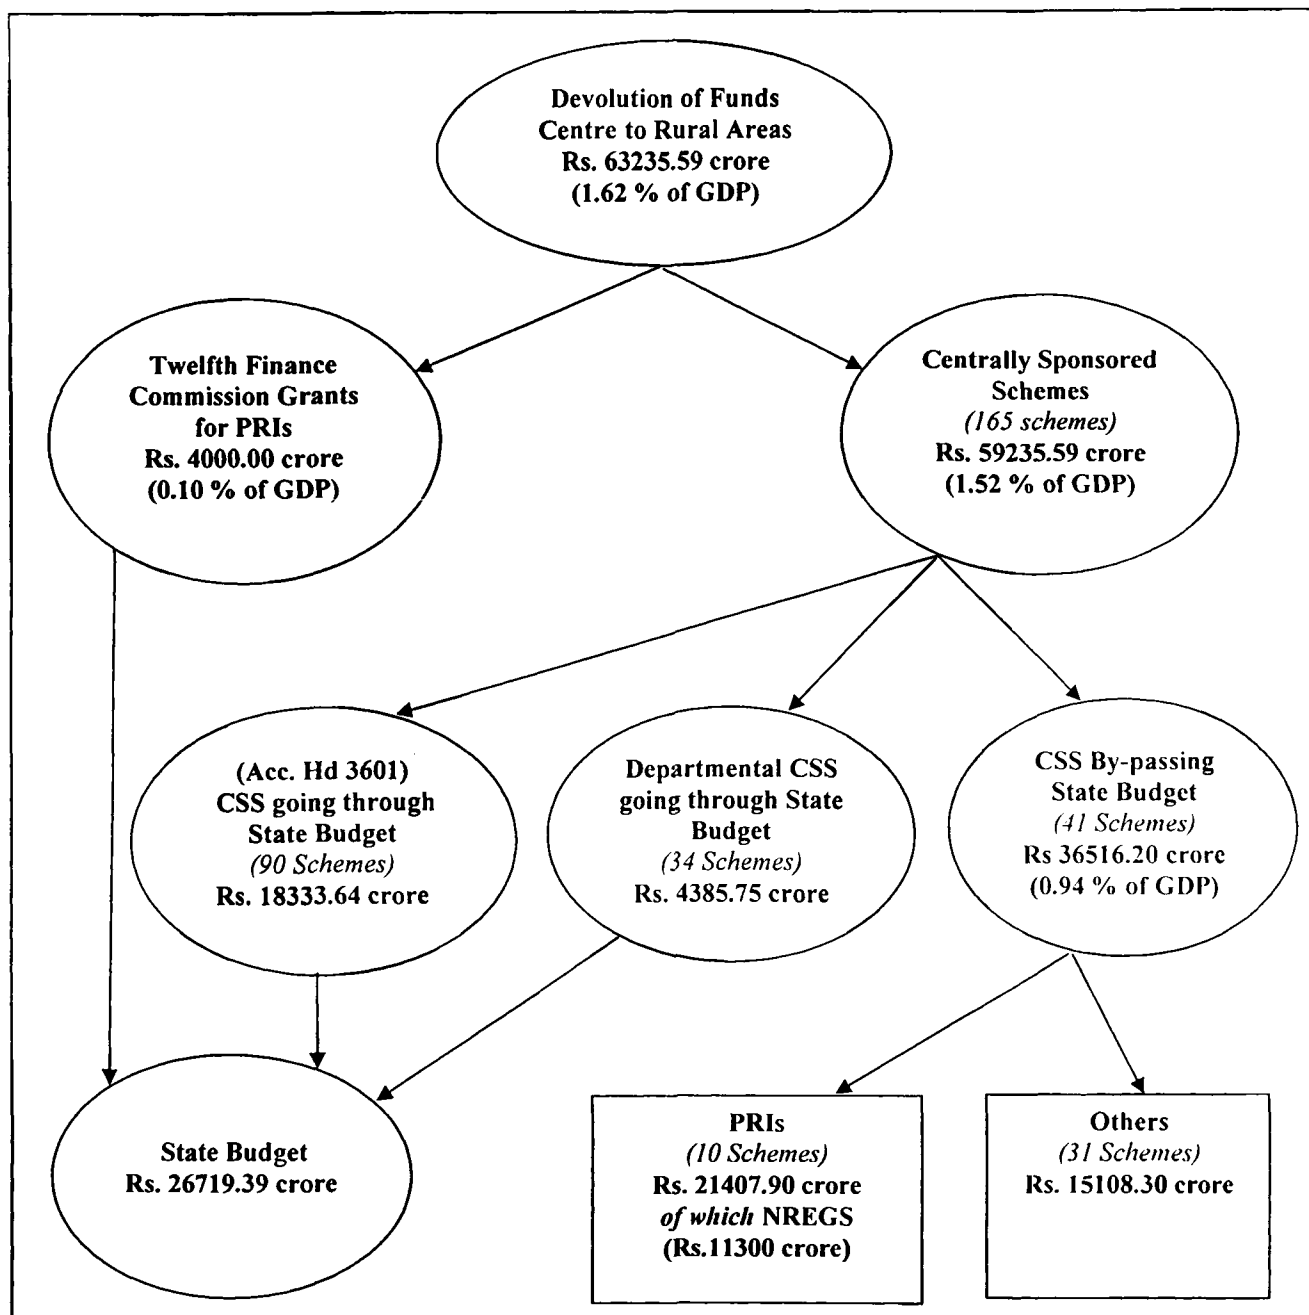 Devolution of Funds
Centre to Rural Areas
Rs. 63235.59 crore
(1.62 % of GDP)
Twelfth Finance
Commission Grants
for PRIs
Rs. 4000.00 crore
(0.10 % of GDP)
Centrally Sponsored
Schemes
(165 schemes)
Rs. 59235.59 crore
(1.52 % of GDP)
(Acc. Hd 3601)
CSS going through
State Budget
(90 Schemes)
Rs. 18333.64 crore
Departmental CSS
going through State
Budget
(34 Schemes)
Rs. 4385.75 crore
CSS By-passing
State Budget
(41 Schemes)
Rs 36516.20 crore
(0.94 % of GDP)
State Budget
Rs. 26719.39 crore
PRIs
(10 Schemes)
Rs. 21407.90 crore
of which NREGS
(Rs.11300 crore)
Others
(31 Schemes)
Rs. 15108.30 crore